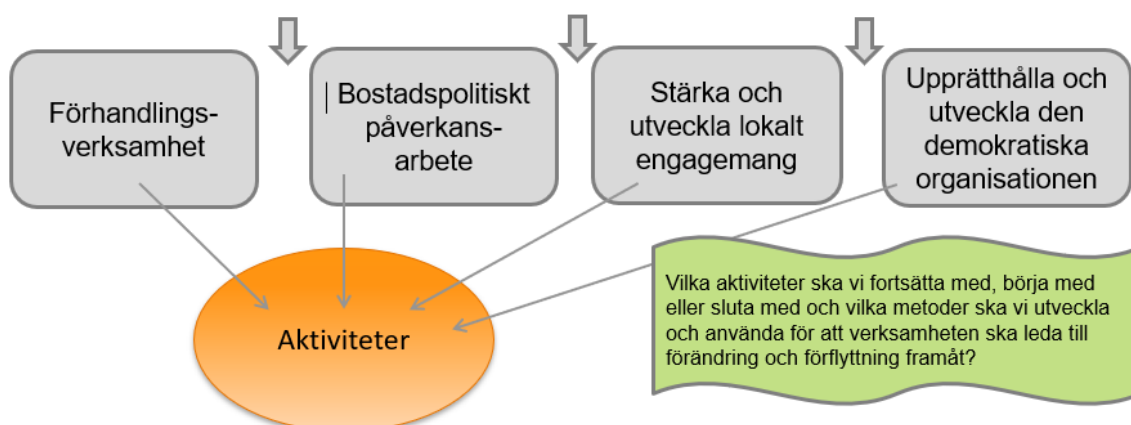 Förhandlings-
verksamhet
Bostadspolitiskt
påverkans-
arbete
Stärka och
utveckla lokalt
engagemang
Upprätthålla och
utveckla den
demokratiska
organisationen
Aktiviteter
Vilka aktiviteter ska vi fortsätta med, börja med
eller sluta med och vilka metoder ska vi utveckla
och använda för att verksamheten ska leda till
förändring och förflyttning framåt?